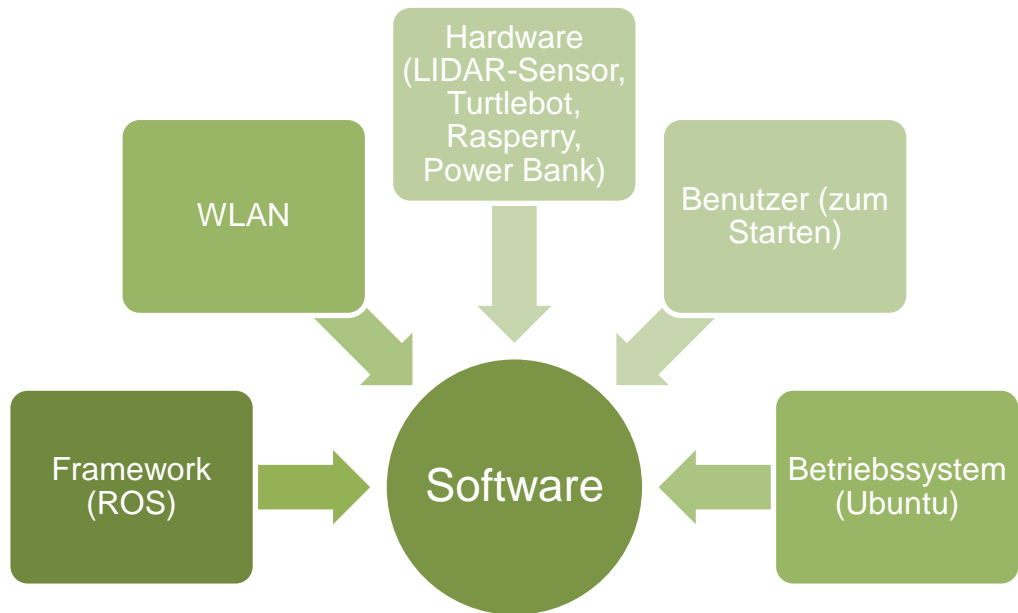 Hardware
(LIDAR-Sensor,
Turtlebot,
Rasperry,
Power Bank)
WLAN
Benutzer (zum
Starten)
Framework
(ROS)
Software
Betriebssystem
(Ubuntu)